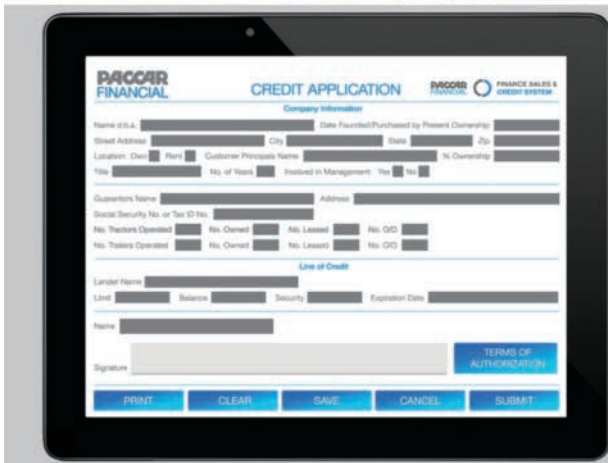 PACCAR FINANCIAL
CREDIT APPLICATION
PACCAR FINANCIAL FINANCE SALES & CREDIT SYSTEM
Company Information
Name d.b.a. Date Founded/Purchased by Present Ownership
Street Address City State Zip
Location: Own Rent Customer Principals Name % Ownership
Title No. of Years Involved in Management: Yes No
Guarantors Name Address
Social Security No. or Tax ID No.
No. Tractors Operated No. Owned No. Leased No. O/O
No. Trailers Operated No. Owned No. Leased No. O/O
Line of Credit
Lender Name
Limit Balance Security Expiration Date
Name
Signature TERMS OF AUTHORIZATION
PRINT CLEAR SAVE CANCEL SUBMIT